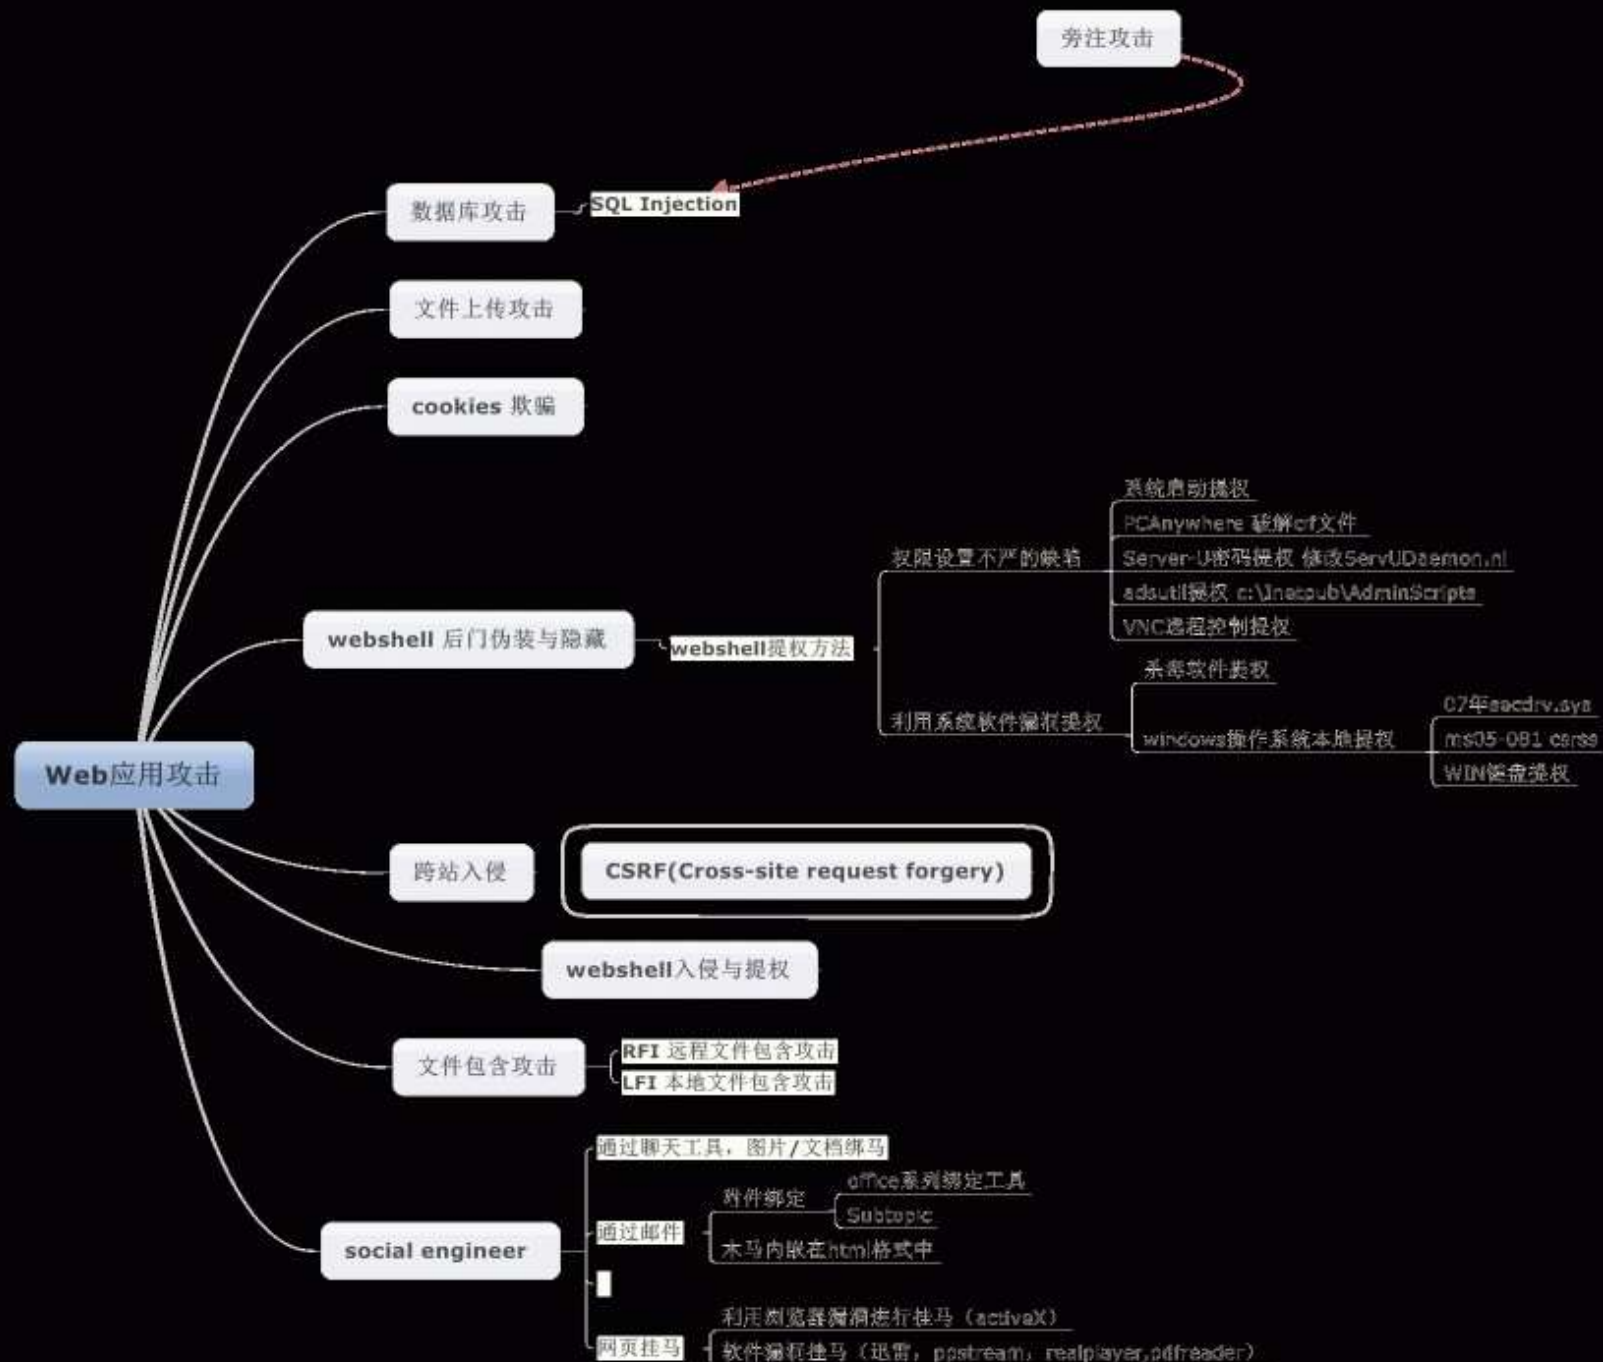 旁注攻击
数据库攻击
SQL Injection
文件上传攻击
cookies 欺骗
系统启动提权
PCAnywhere 破解cif文件
权限设置不严的缺陷
Server-U密码提权 修改ServUDaemon.ni
adsutil提权 c:\Inetpub\AdminScripts
VNC远程控制提权
webshell 后门伪装与隐藏
webshell提权方法
杀毒软件提权
利用系统软件漏洞提权
windows操作系统本地提权
07年secdrv.sys
ms05-081 csrss
WIN键盘提权
Web应用攻击
跨站入侵
CSRF(Cross-site request forgery)
webshell入侵与提权
文件包含攻击
RFI 远程文件包含攻击
LFI 本地文件包含攻击
通过聊天工具，图片/文档绑马
social engineer
通过邮件
附件绑定
office系列绑定工具
Subtopic
木马内嵌在html格式中
网页挂马
利用浏览器漏洞进行挂马（activeX）
软件漏洞挂马（迅雷，ppstream，realplayer,pdfreader）